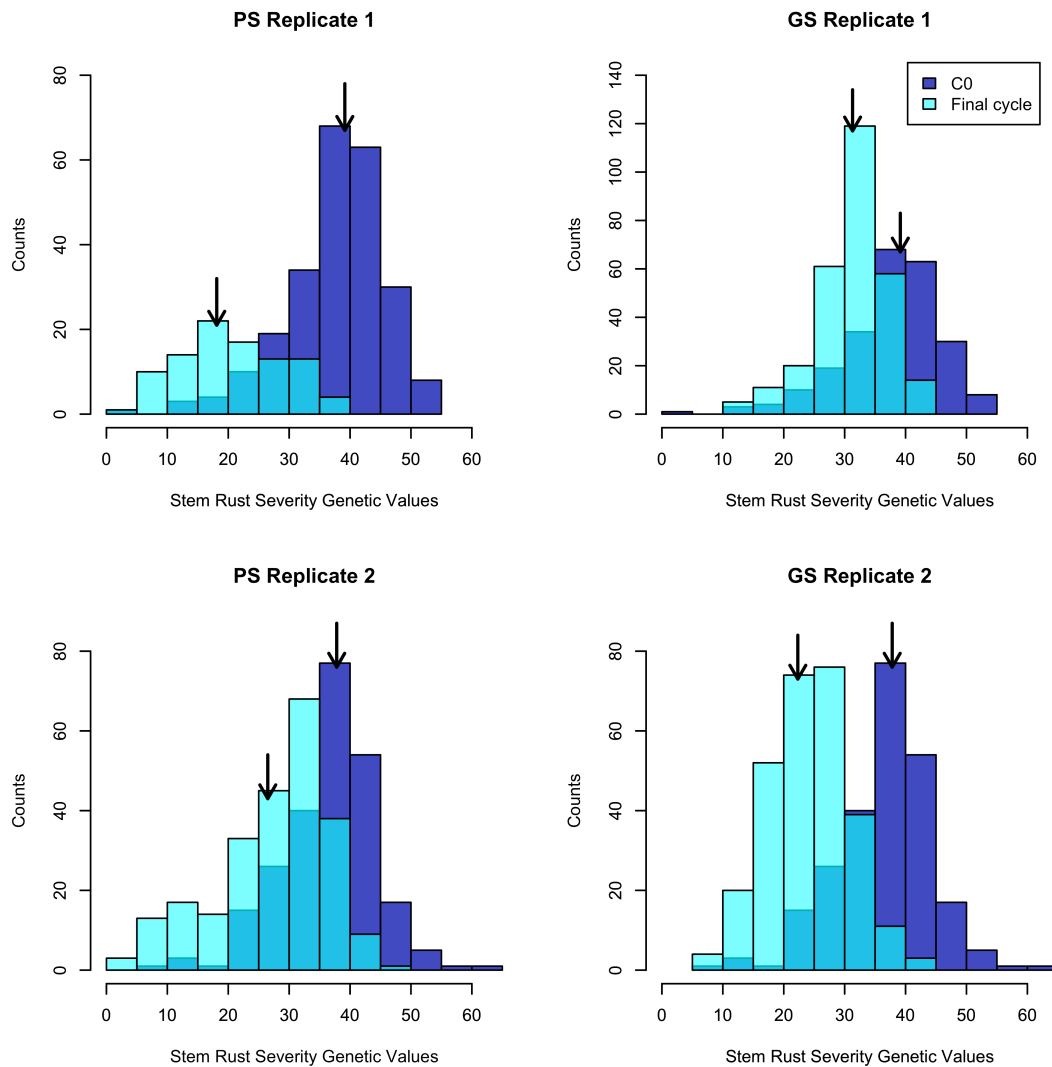 PS Replicate 1
GS Replicate 1
Counts
0 20 40 60 80
0 10 20 30 40 50 60
Stem Rust Severity Genetic Values
Counts
0 20 40 60 80 100 120 140
0 10 20 30 40 50 60
Stem Rust Severity Genetic Values
C0
Final cycle
PS Replicate 2
GS Replicate 2
Counts
0 20 40 60 80
0 10 20 30 40 50 60
Stem Rust Severity Genetic Values
Counts
0 20 40 60 80
0 10 20 30 40 50 60
Stem Rust Severity Genetic Values